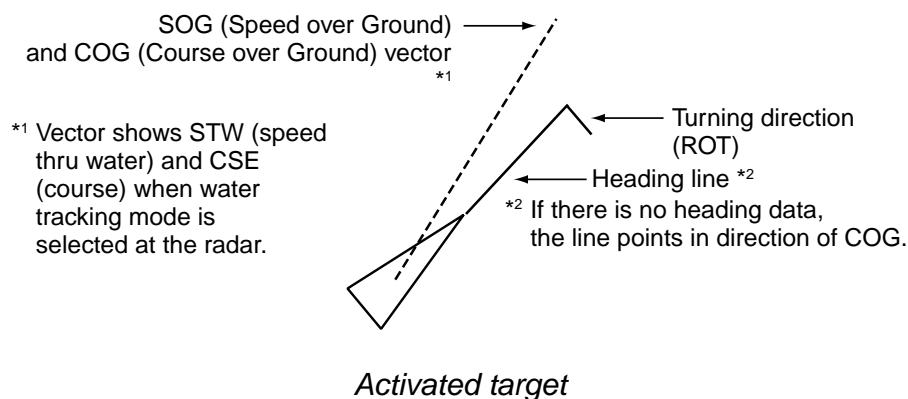 SOG (Speed over Ground)
and COG (Course over Ground) vector
*1
*1 Vector shows STW (speed
thru water) and CSE
(course) when water
tracking mode is
selected at the radar.
Turning direction
(ROT)
Heading line *2
*2 If there is no heading data,
the line points in direction of COG.
Activated target